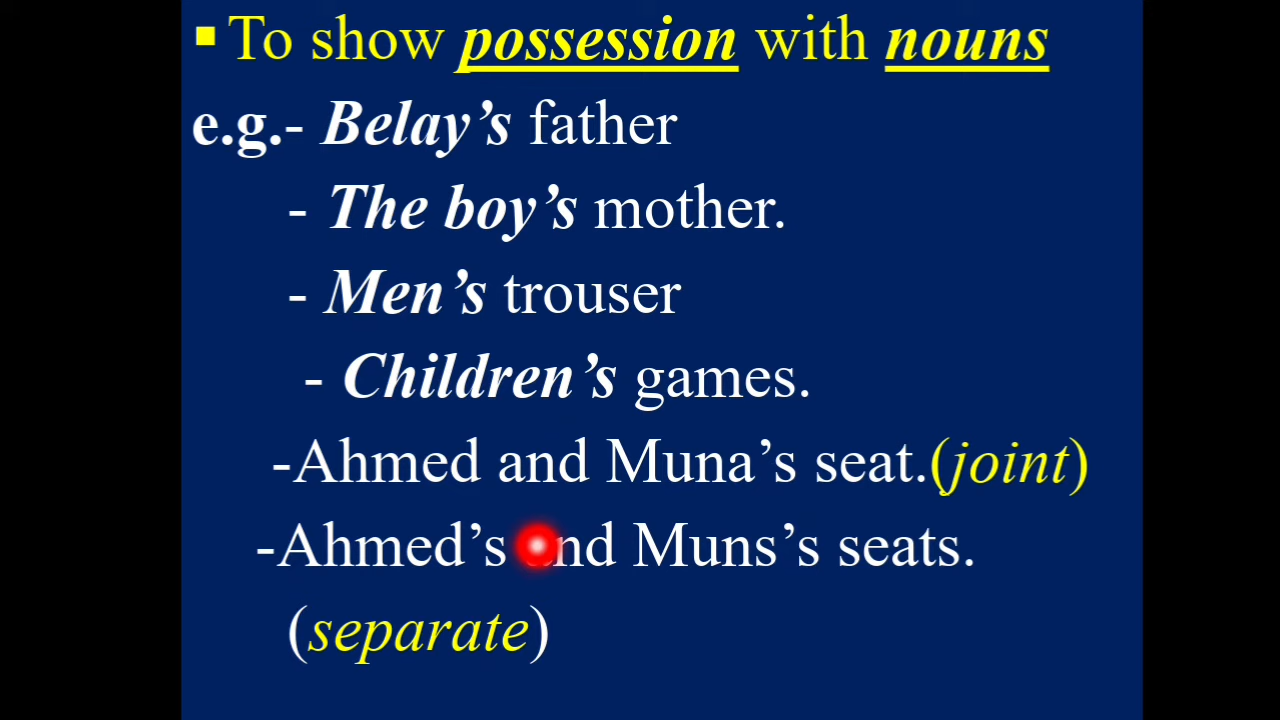 ▪ To show possession with nouns
e.g.- Belay’s father
- The boy’s mother.
- Men’s trouser
- Children’s games.
-Ahmed and Muna’s seat.(joint)
-Ahmed’s and Muns’s seats.
(separate)